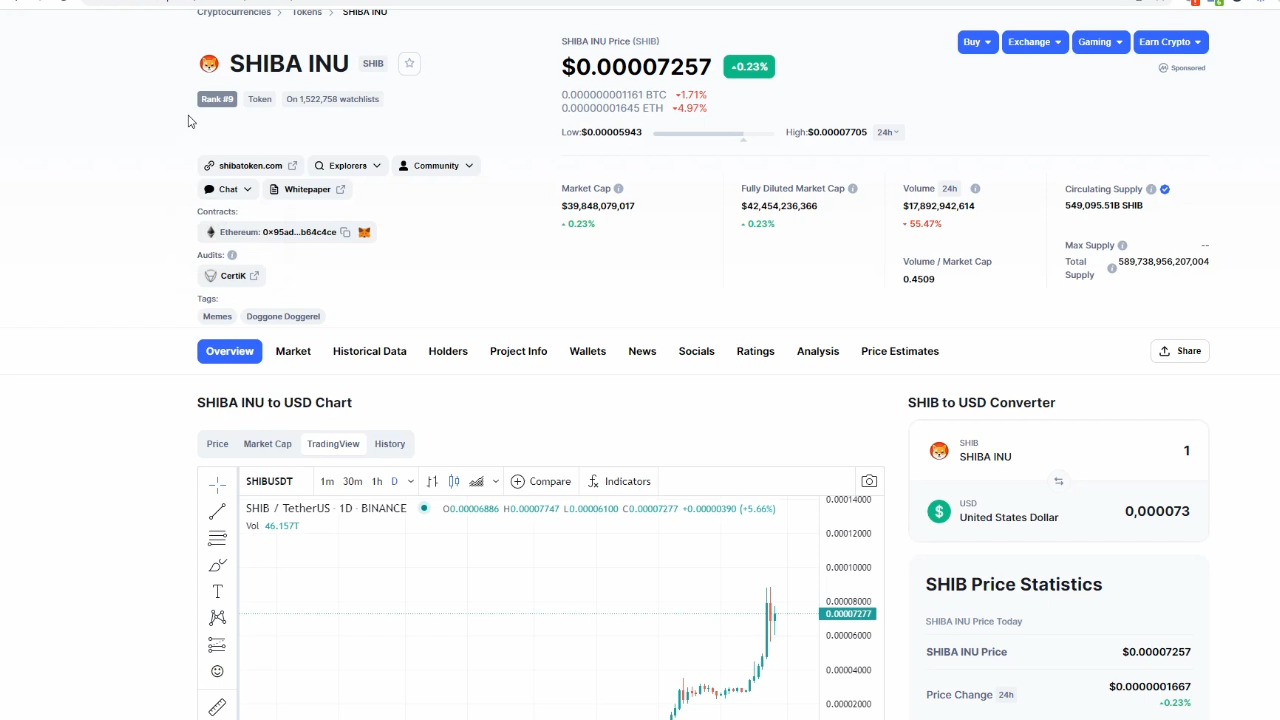 Cryptocurrencies > Tokens > SHIBA INU
SHIBA INU SHIB
Rank #9 Token On 1,522,758 watchlists
SHIBA INU Price (SHIB)
$0.00007257 0.23%
0.000000001161 BTC 1.71%
0.00000001645 ETH 4.97%
Low:$0.00005943 High:$0.00007705 24h
Buy Exchange Gaming Earn Crypto
Sponsored
shibatoken.com Explorers Community
Chat Whitepaper
Contracts:
Ethereum: 0x95ad...b64c4ce
Audits:
CertiK
Tags:
Memes Doggone Doggerel
Market Cap
$39,848,079,017
0.23%
Fully Diluted Market Cap
$42,454,236,366
0.23%
Volume 24h
$17,892,942,614
55.47%
Volume / Market Cap
0.4509
Circulating Supply
549,095.51B SHIB
Max Supply --
Total Supply 589,738,956,207,004
Overview Market Historical Data Holders Project Info Wallets News Socials Ratings Analysis Price Estimates
Share
SHIBA INU to USD Chart
Price Market Cap TradingView History
SHIBUSDT 1m 30m 1h D Compare Indicators
SHIB / TetherUS · 1D · BINANCE O0.00006886 H0.00007747 L0.00006100 C0.00007277 +0.00000390 (+5.66%)
Vol 46.157T
0.00014000
0.00012000
0.00010000
0.00008000
0.00007277
0.00006000
0.00004000
0.00002000
SHIB to USD Converter
SHIB
SHIBA INU 1
USD
United States Dollar 0,000073
SHIB Price Statistics
SHIBA INU Price Today
SHIBA INU Price $0.00007257
Price Change 24h $0.0000001667
0.23%